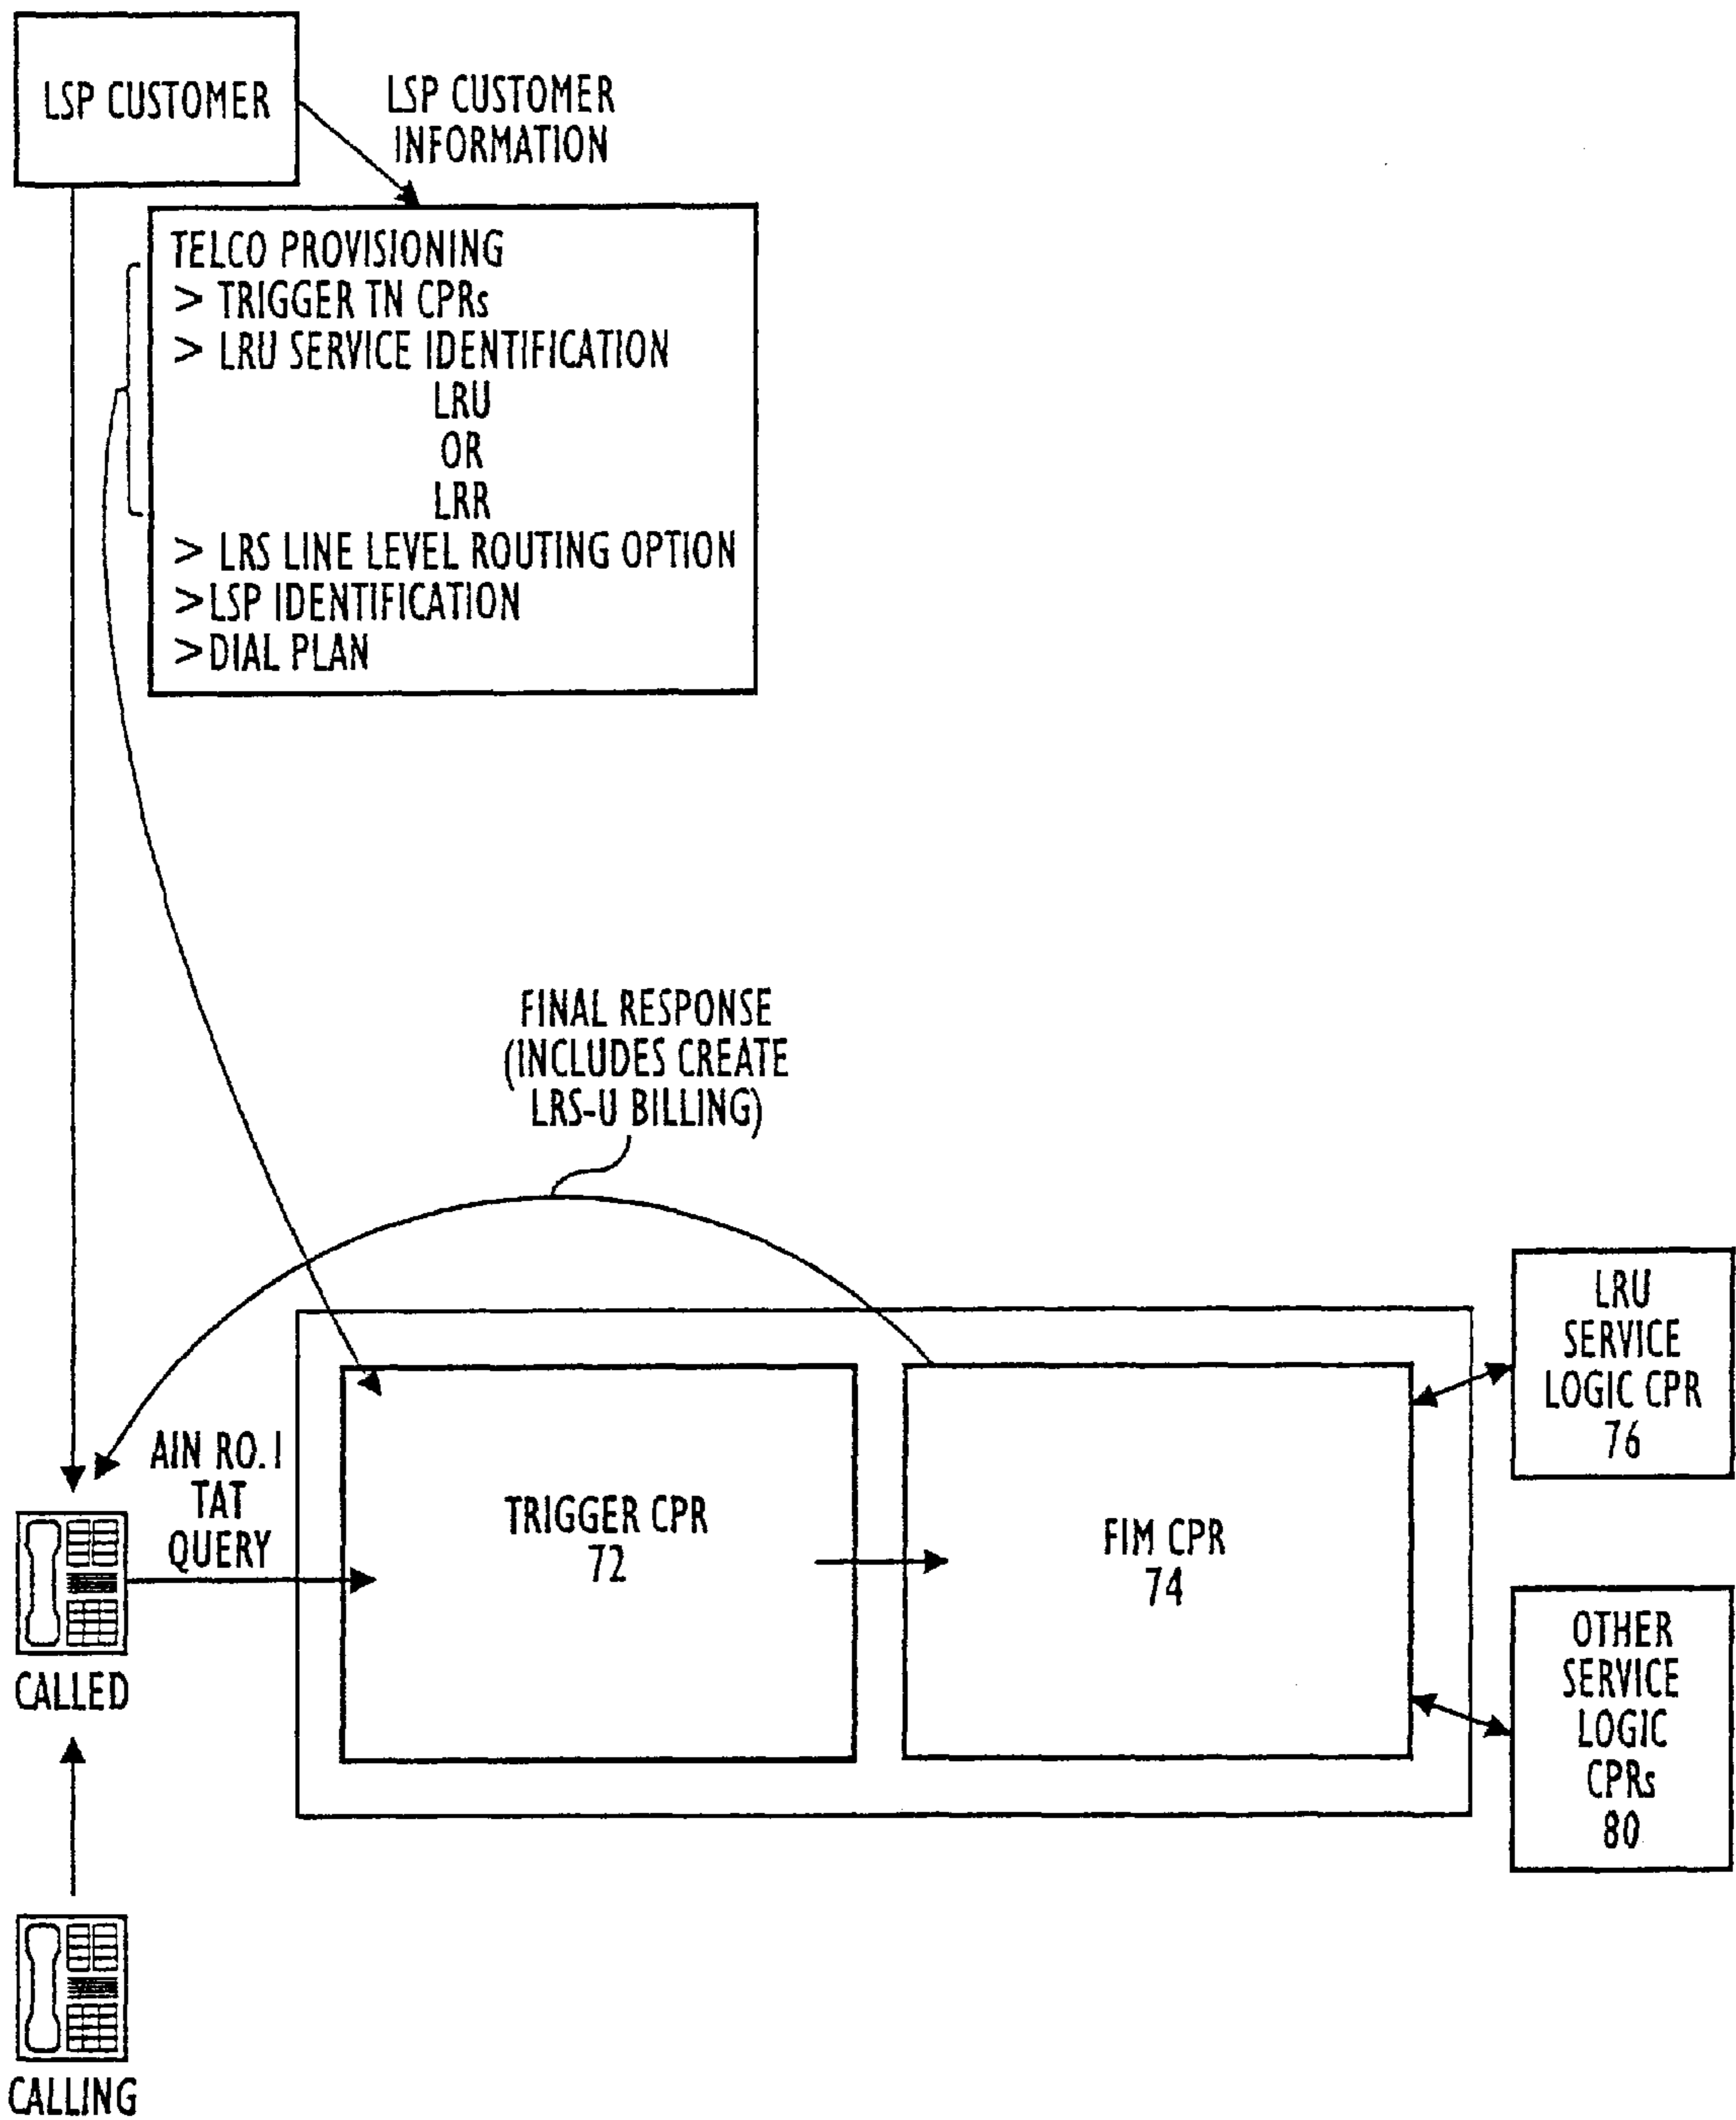 LSP CUSTOMER
LSP CUSTOMER
INFORMATION
TELCO PROVISIONING
> TRIGGER TN CPRs
> LRU SERVICE IDENTIFICATION
LRU
OR
LRR
> LRS LINE LEVEL ROUTING OPTION
>LSP IDENTIFICATION
>DIAL PLAN
FINAL RESPONSE
(INCLUDES CREATE
LRS-U BILLING)
AIN RO.1
TAT
QUERY
TRIGGER CPR
72
FIM CPR
74
LRU
SERVICE
LOGIC CPR
76
OTHER
SERVICE
LOGIC
CPRs
80
CALLED
CALLING